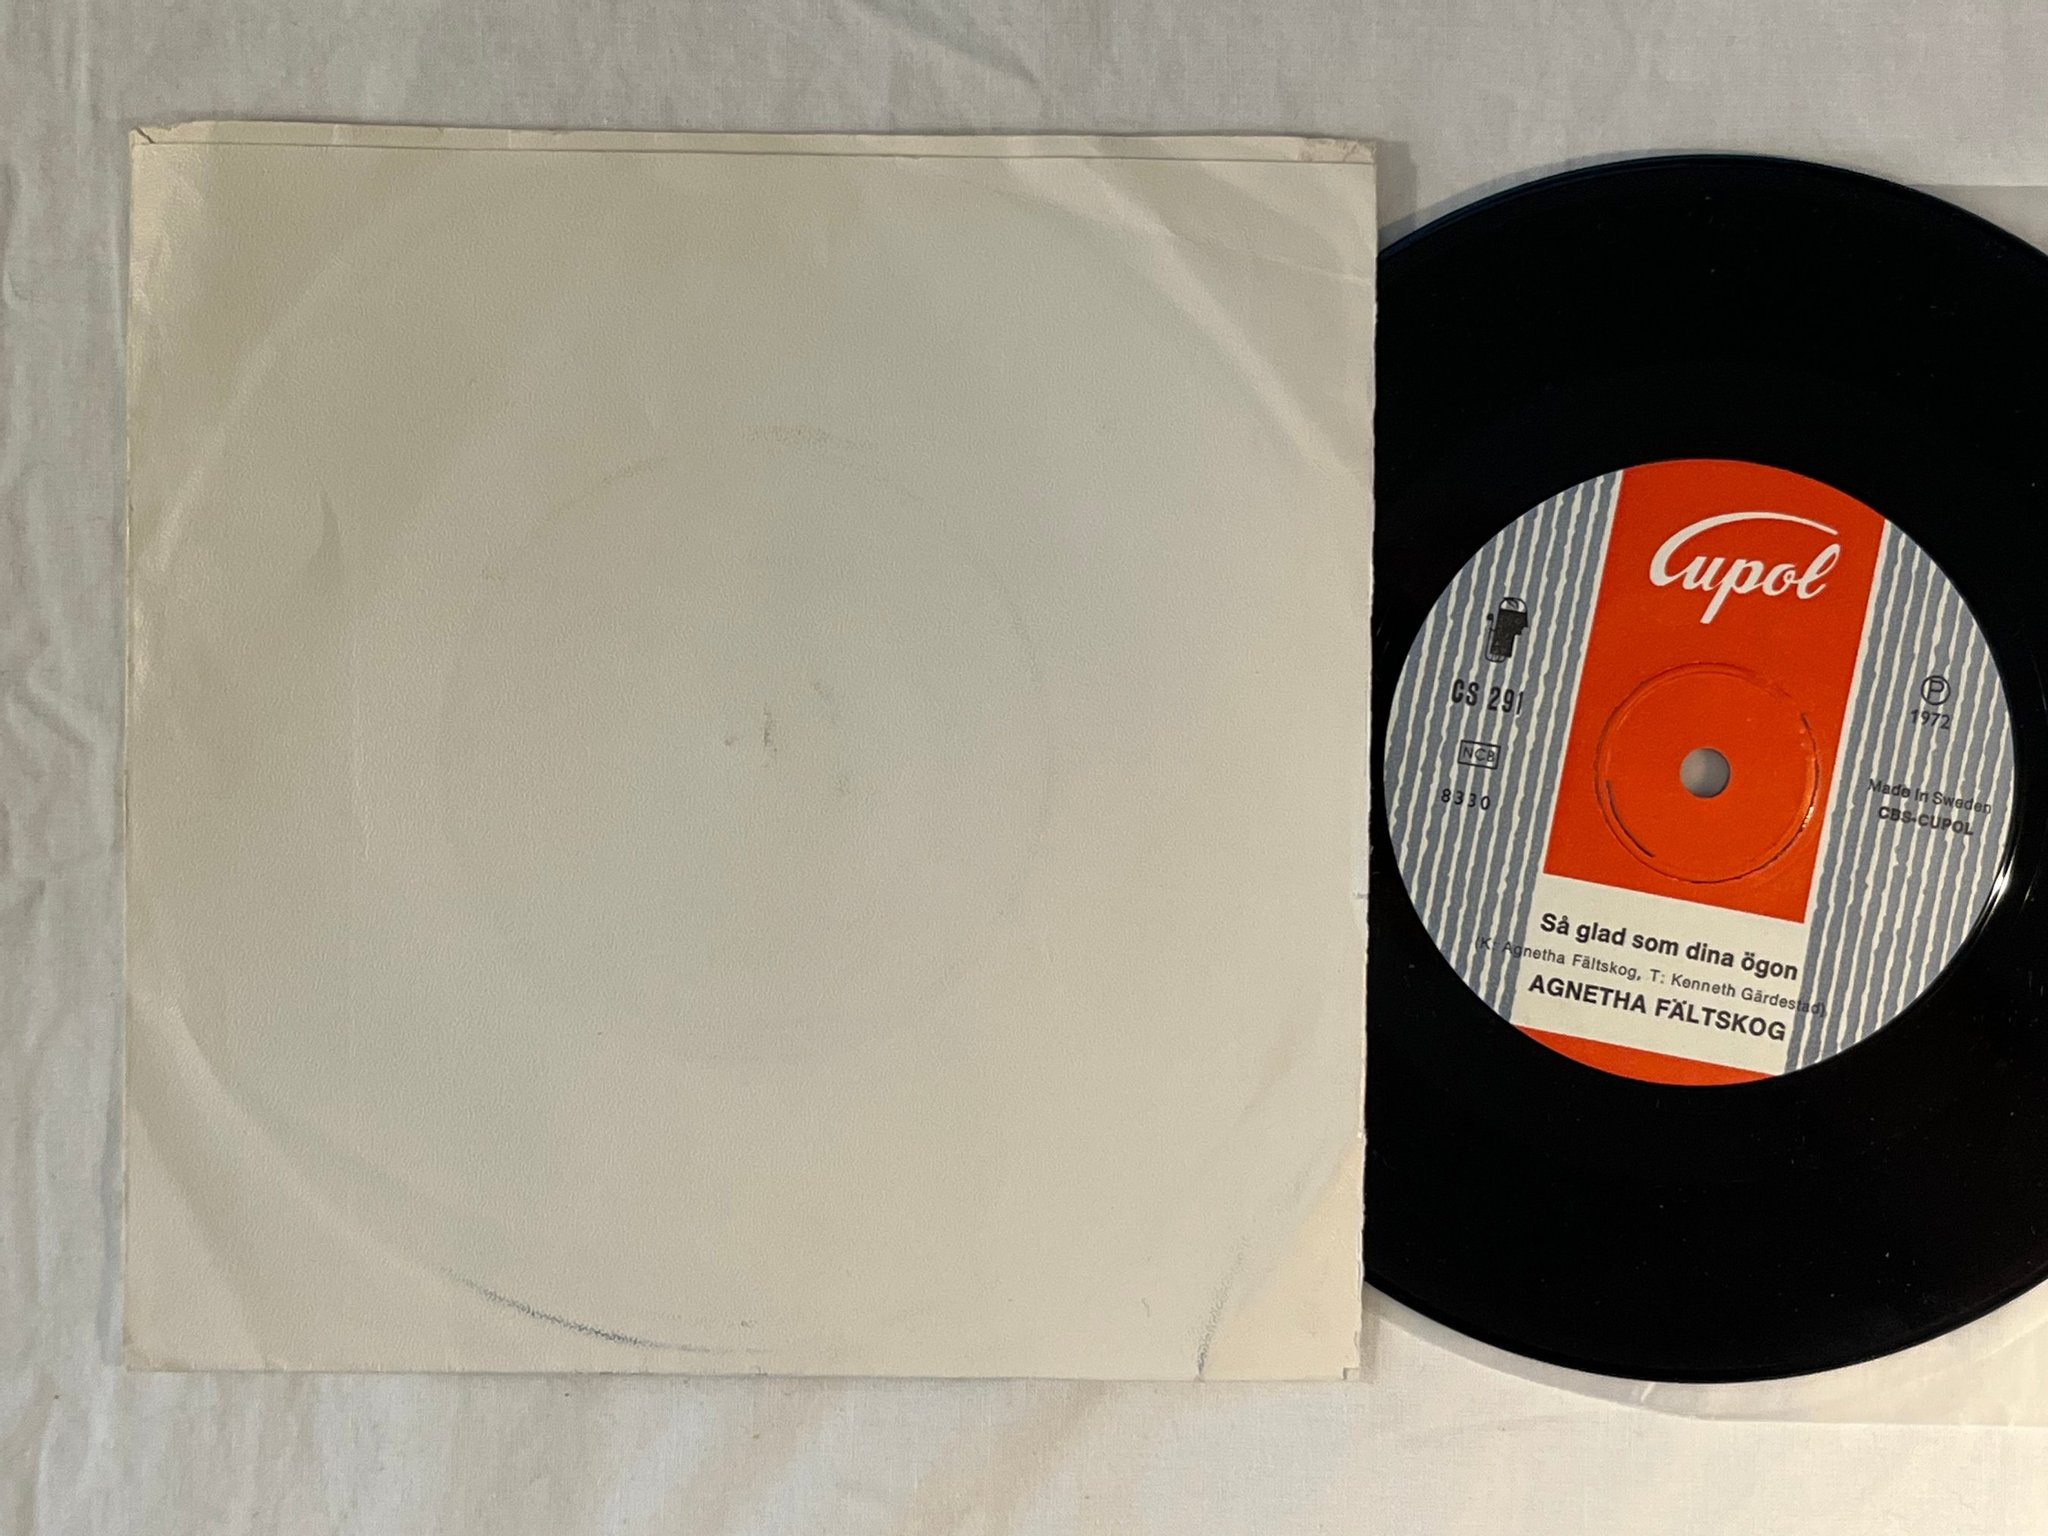 Cupol
CS 291
NCB
8330
P
1972
Made in Sweden
CBS-CUPOL
Så glad som dina ögon
(K: Agnetha Fältskog, T: Kenneth Gärdestad)
AGNETHA FÄLTSKOG